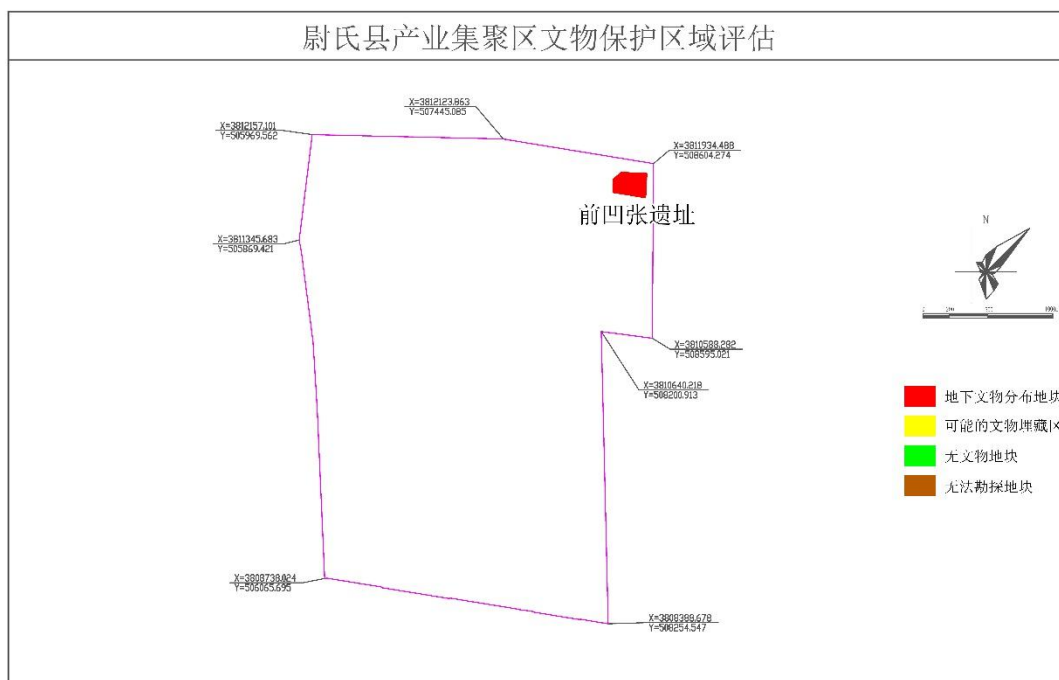 尉氏县产业集聚区文物保护区域评估
X=3812123.863
Y=507445.085
X=3812157.101
Y=505969.562
X=3811934.488
Y=508604.274
前凹张遗址
N
X=3811345.683
Y=505869.421
X=3810588.282
Y=508595.021
X=3810640.218
Y=508200.913
地下文物分布地块
可能的文物埋藏区
无文物地块
无法勘探地块
X=3808738.024
Y=506065.695
X=3808388.678
Y=508254.547